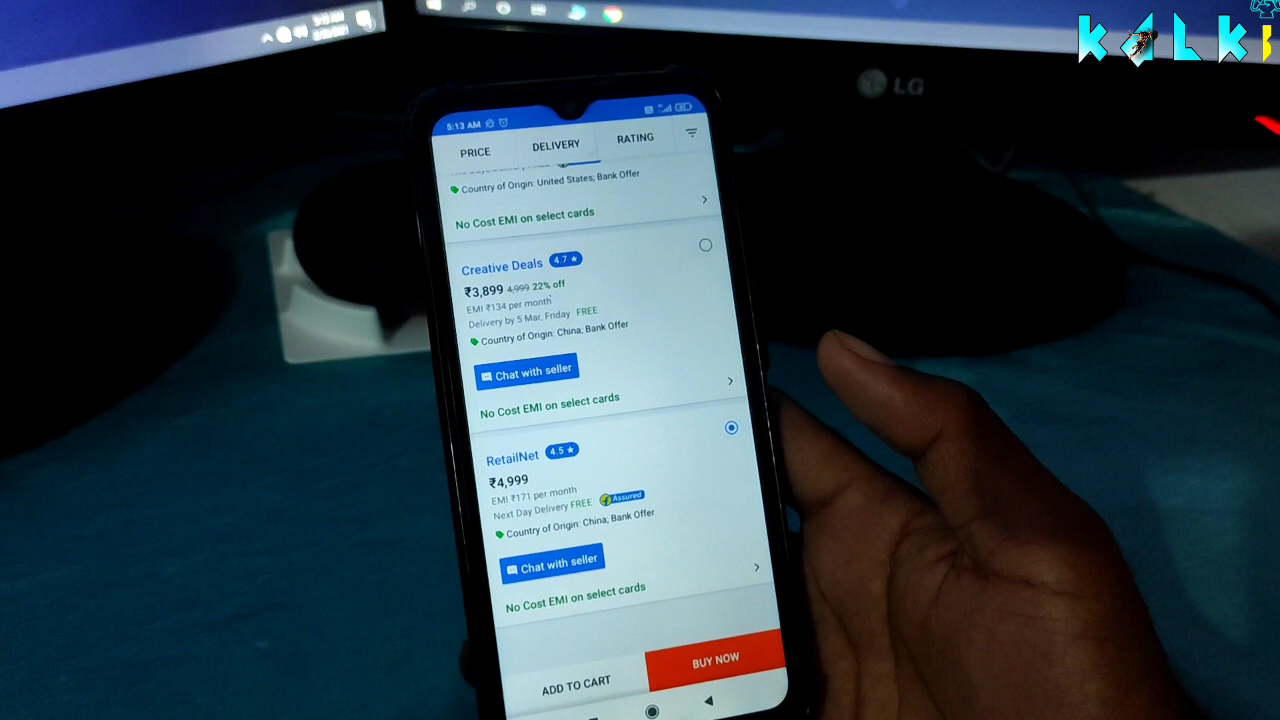 KALKI
LG
5:13 AM
PRICE DELIVERY RATING
Country of Origin: United States; Bank Offer
No Cost EMI on select cards
Creative Deals 4.7 ★
₹3,899 4,999 22% off
EMI ₹134 per month
Delivery by 5 Mar, Friday FREE
Country of Origin: China; Bank Offer
Chat with seller
No Cost EMI on select cards
RetailNet 4.5 ★
₹4,999
EMI ₹171 per month
Next Day Delivery FREE Assured
Country of Origin: China; Bank Offer
Chat with seller
No Cost EMI on select cards
ADD TO CART BUY NOW